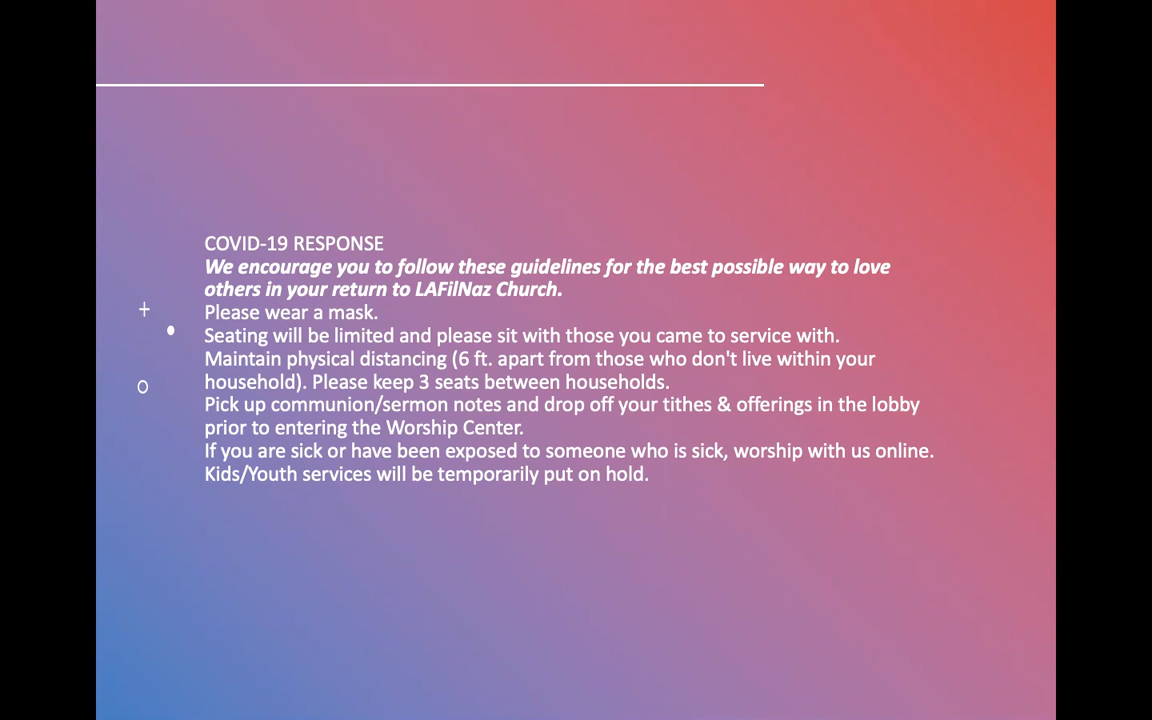 COVID-19 RESPONSE
We encourage you to follow these guidelines for the best possible way to love
others in your return to LAFilNaz Church.
Please wear a mask.
Seating will be limited and please sit with those you came to service with.
Maintain physical distancing (6 ft. apart from those who don't live within your
household). Please keep 3 seats between households.
Pick up communion/sermon notes and drop off your tithes & offerings in the lobby
prior to entering the Worship Center.
If you are sick or have been exposed to someone who is sick, worship with us online.
Kids/Youth services will be temporarily put on hold.